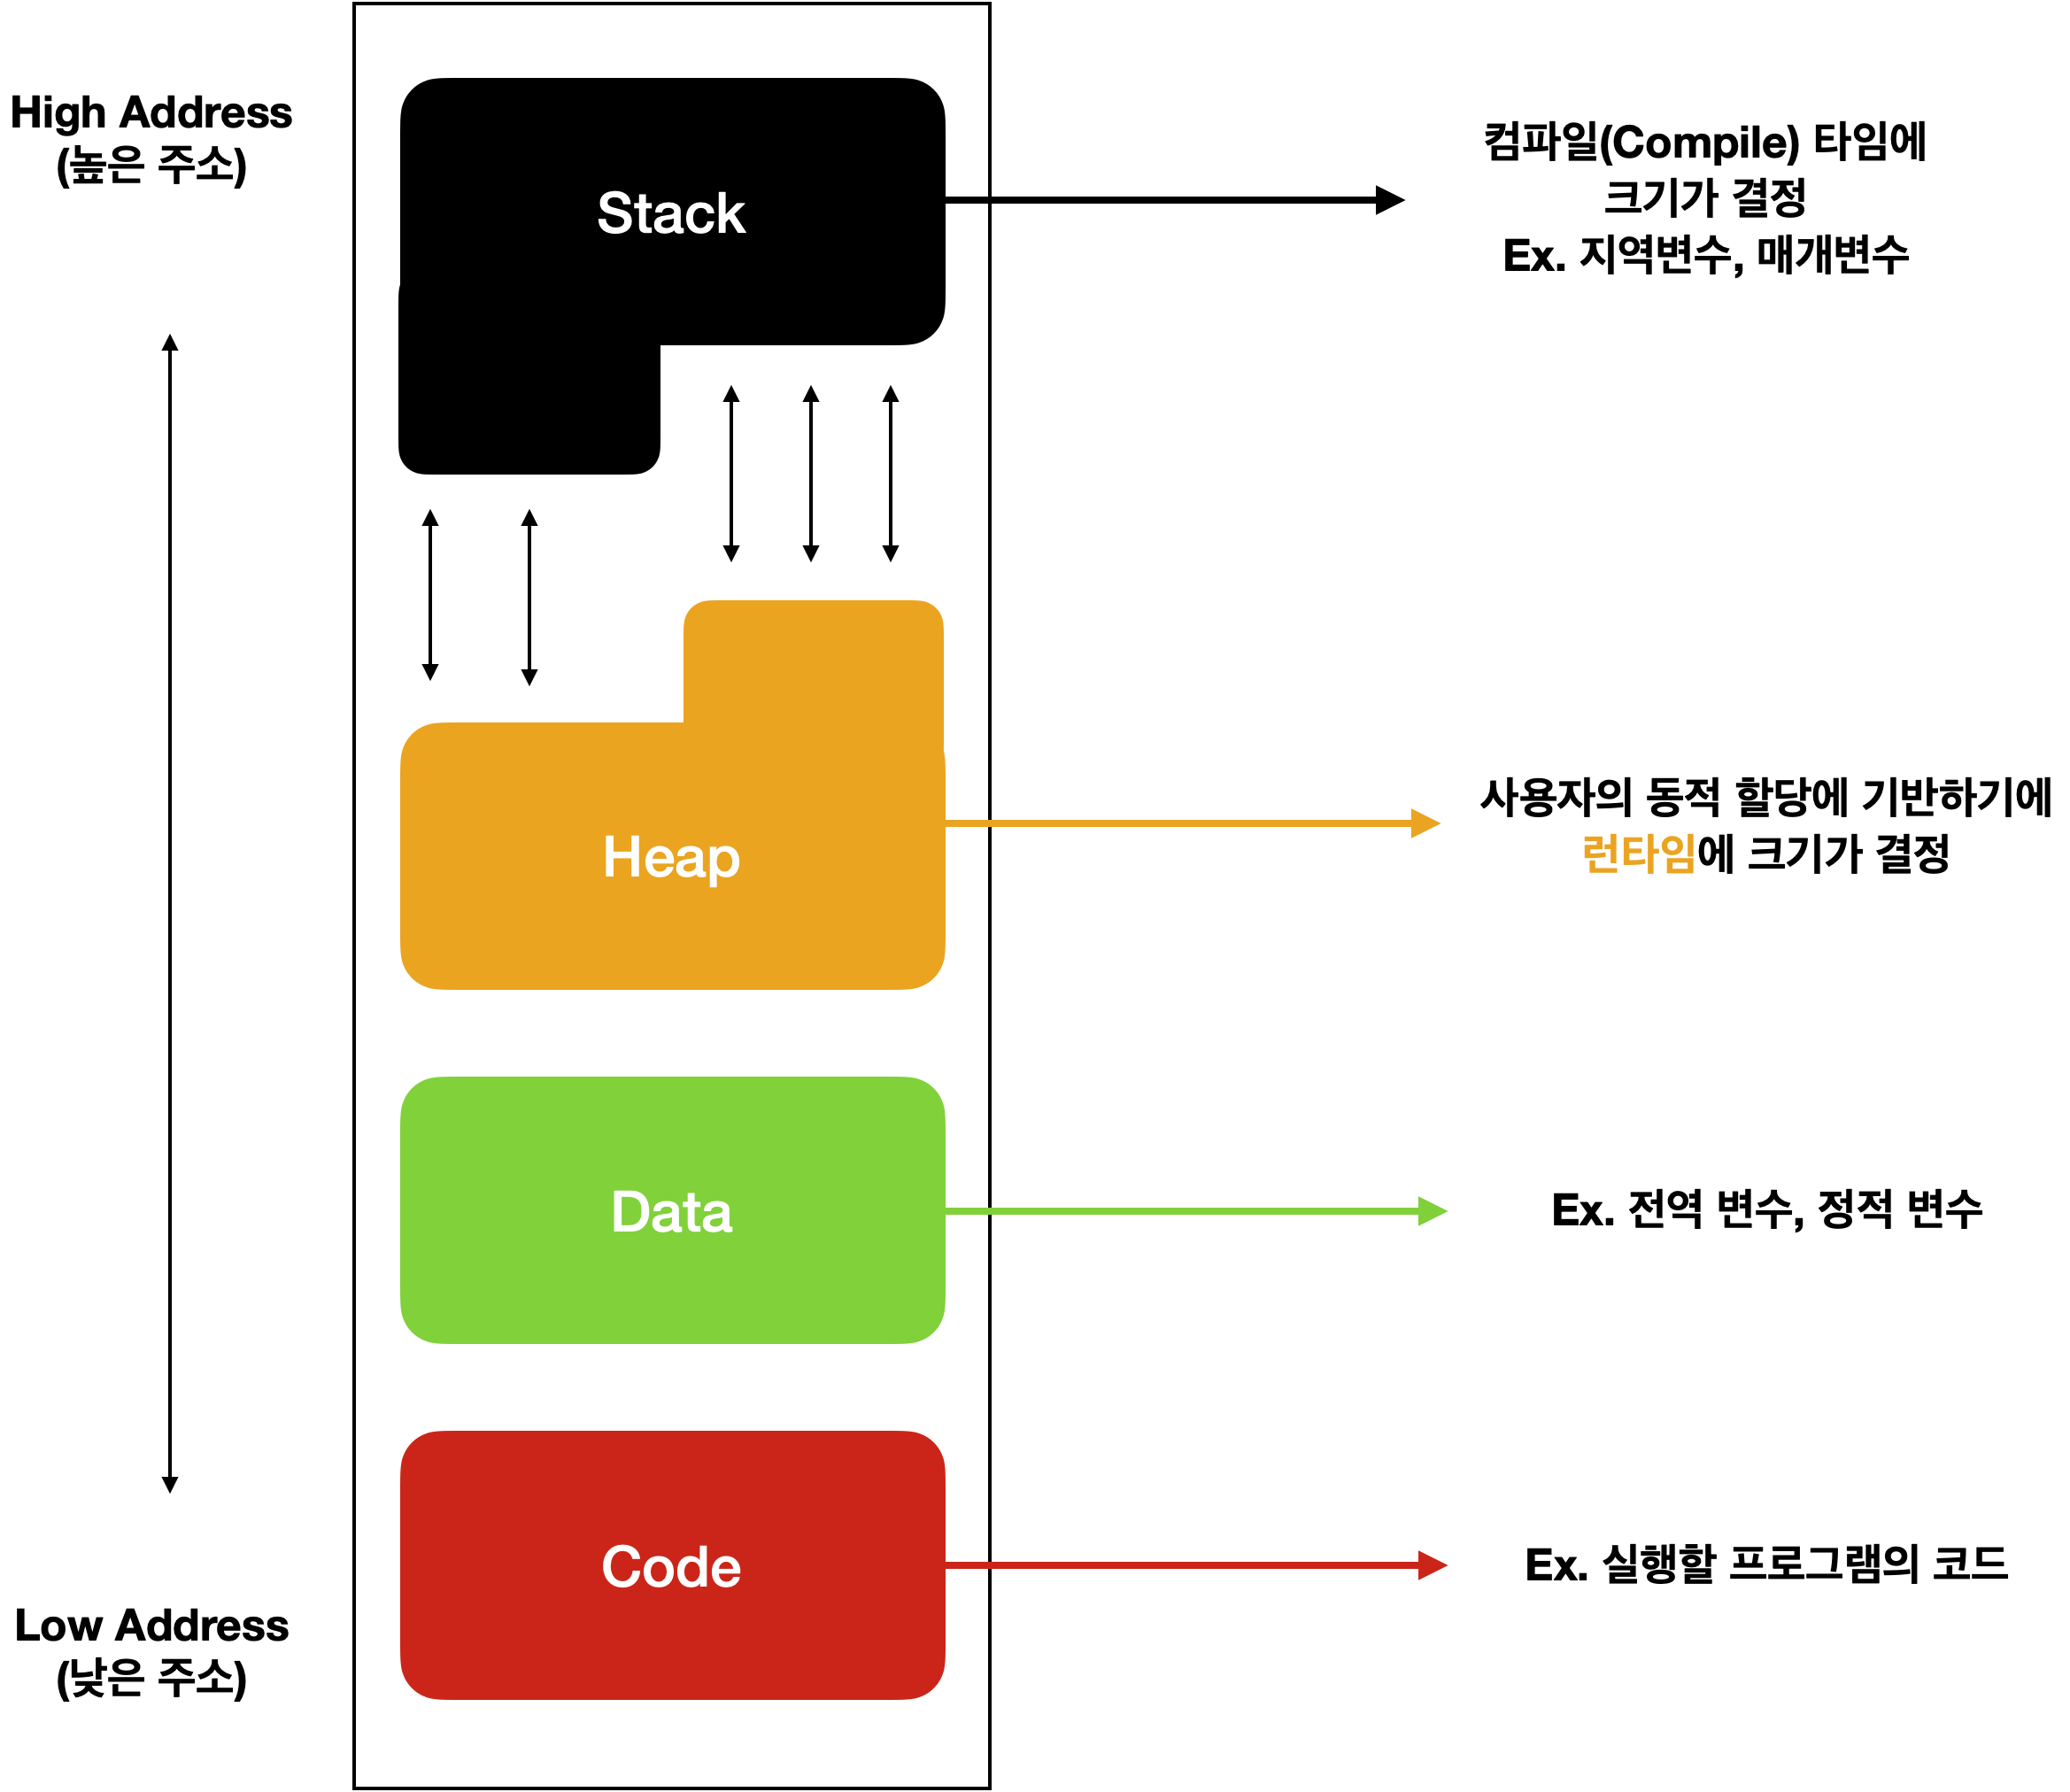 High Address
(높은 주소)
Stack
컴파일(Compile) 타임에
크기가 결정
Ex. 지역변수, 매개변수
Heap
사용자의 동적 할당에 기반하기에
런타임에 크기가 결정
Data
Ex. 전역 변수, 정적 변수
Code
Ex. 실행할 프로그램의 코드
Low Address
(낮은 주소)